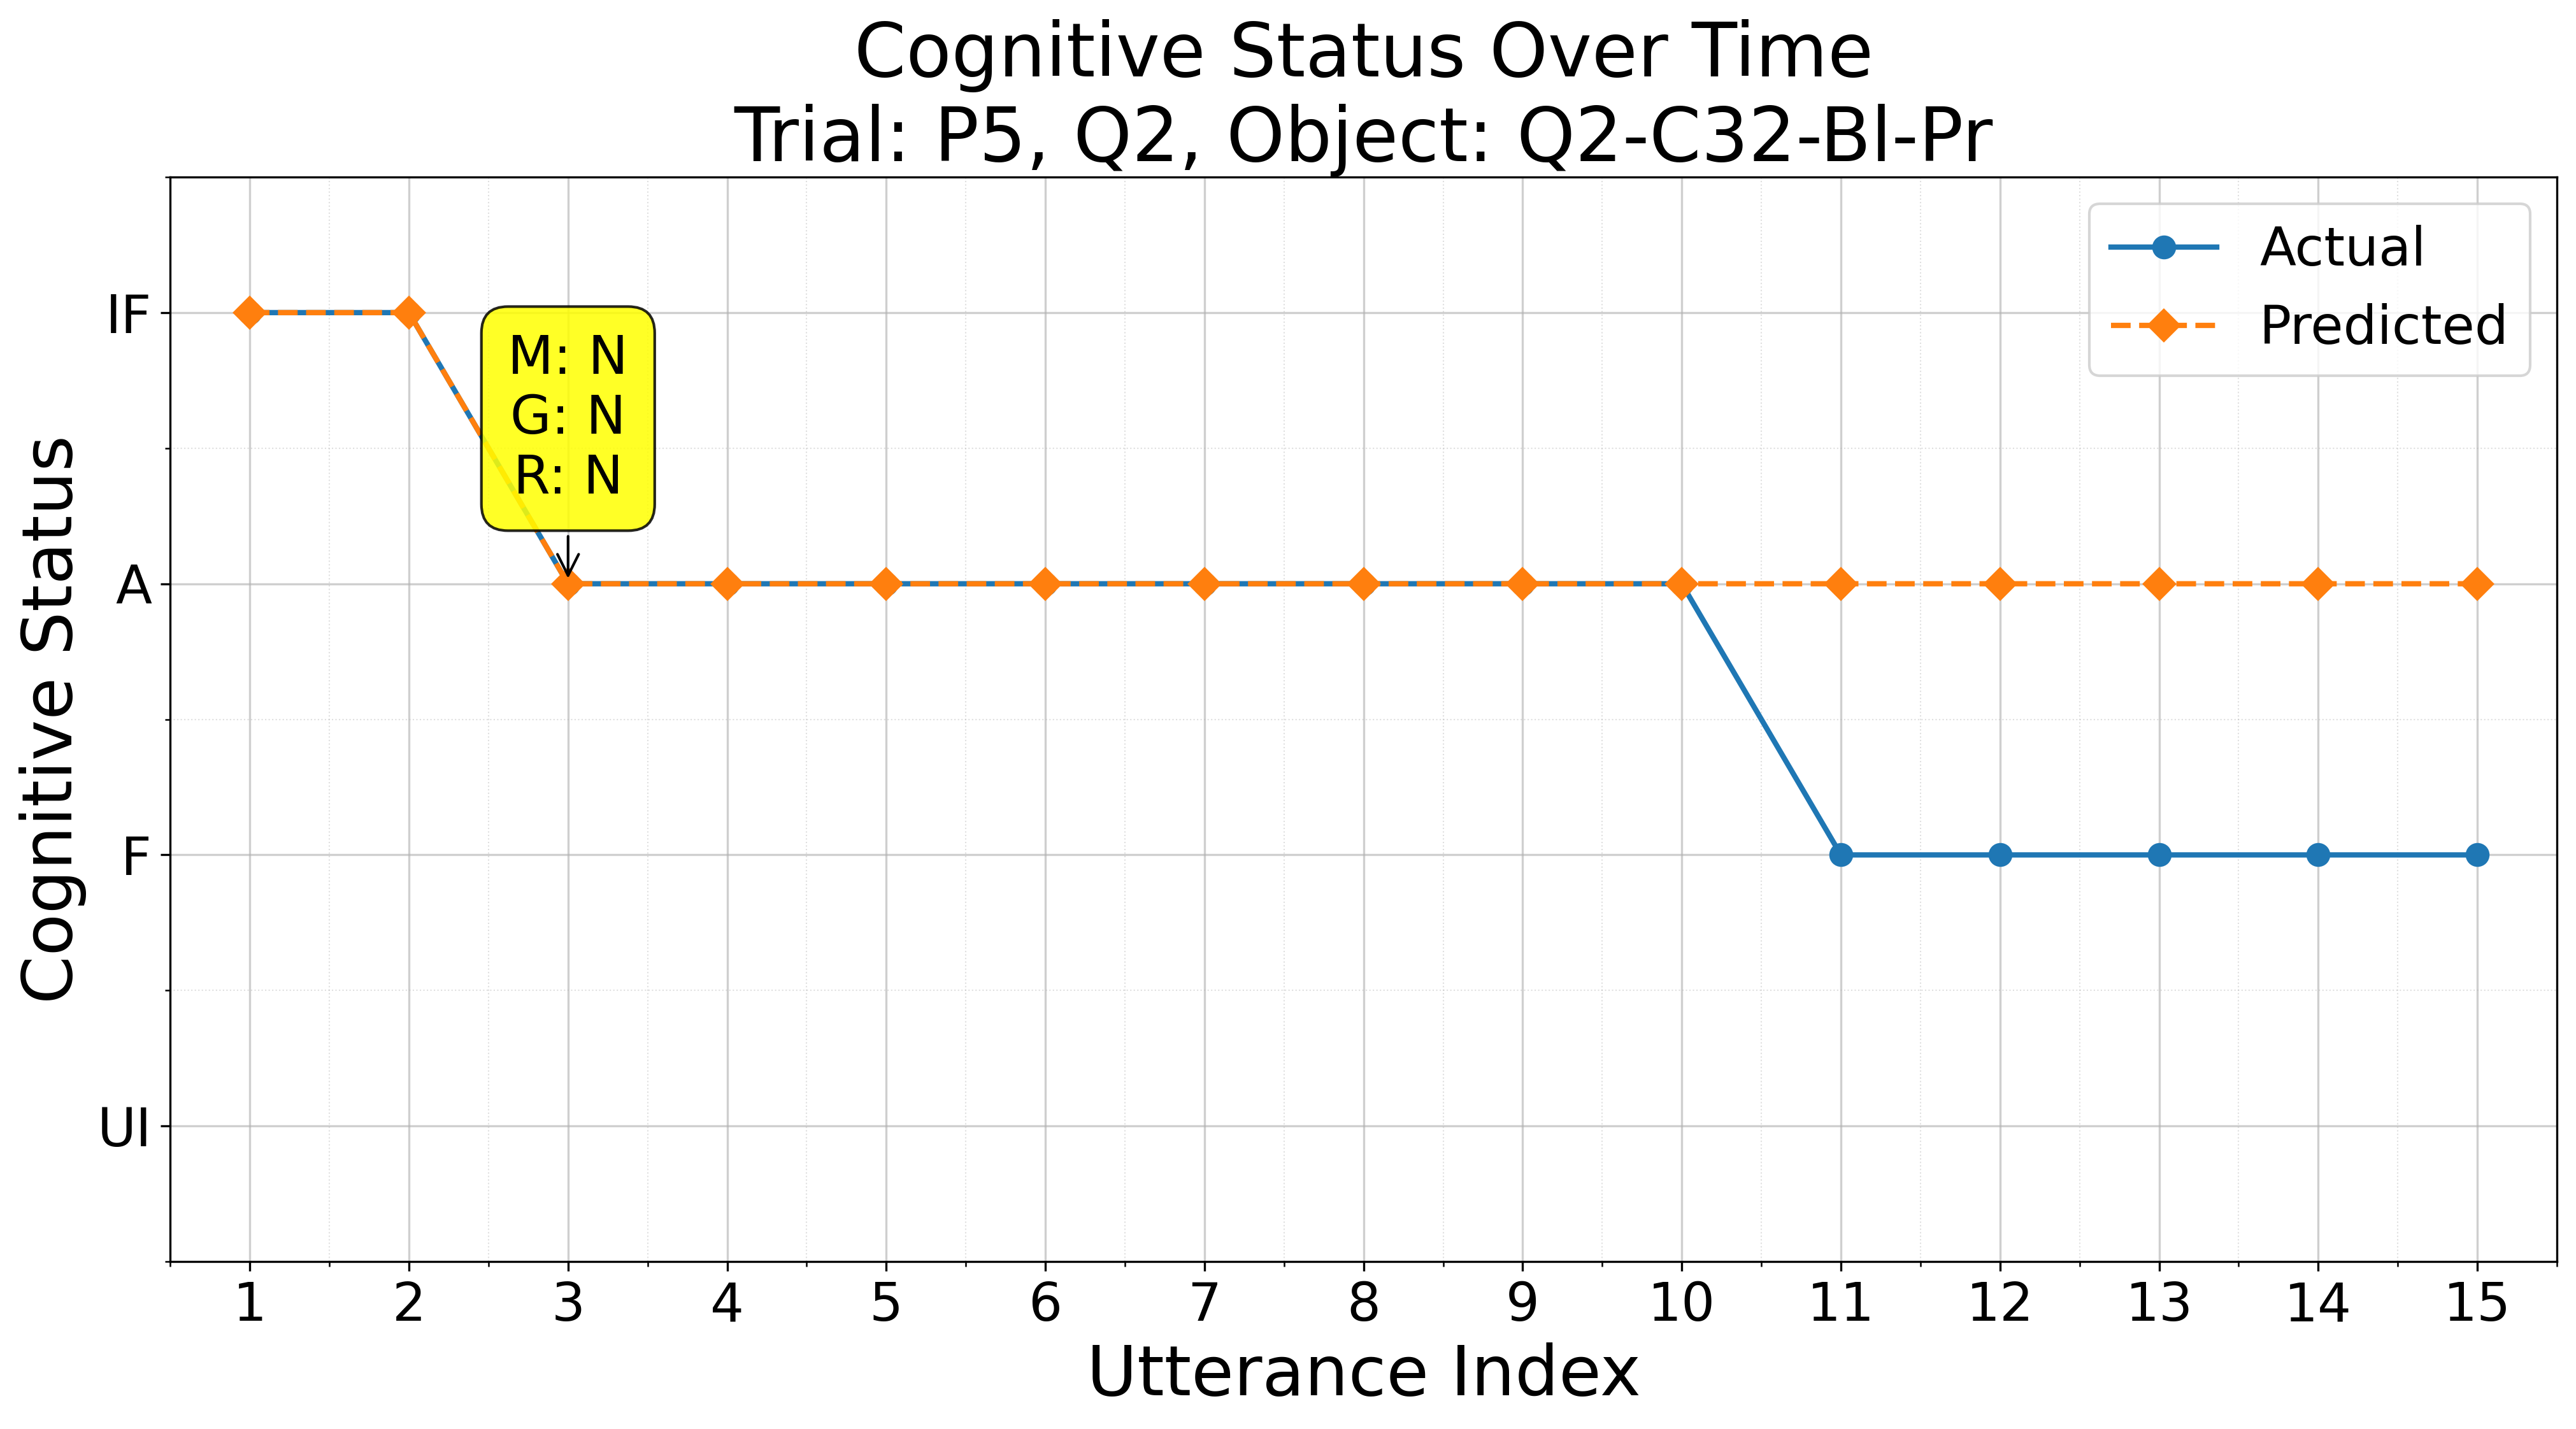 Cognitive Status Over Time
Trial: P5, Q2, Object: Q2-C32-Bl-Pr
Actual
Predicted
M: N
G: N
R: N
Cognitive Status
IF
A
F
UI
1 2 3 4 5 6 7 8 9 10 11 12 13 14 15
Utterance Index